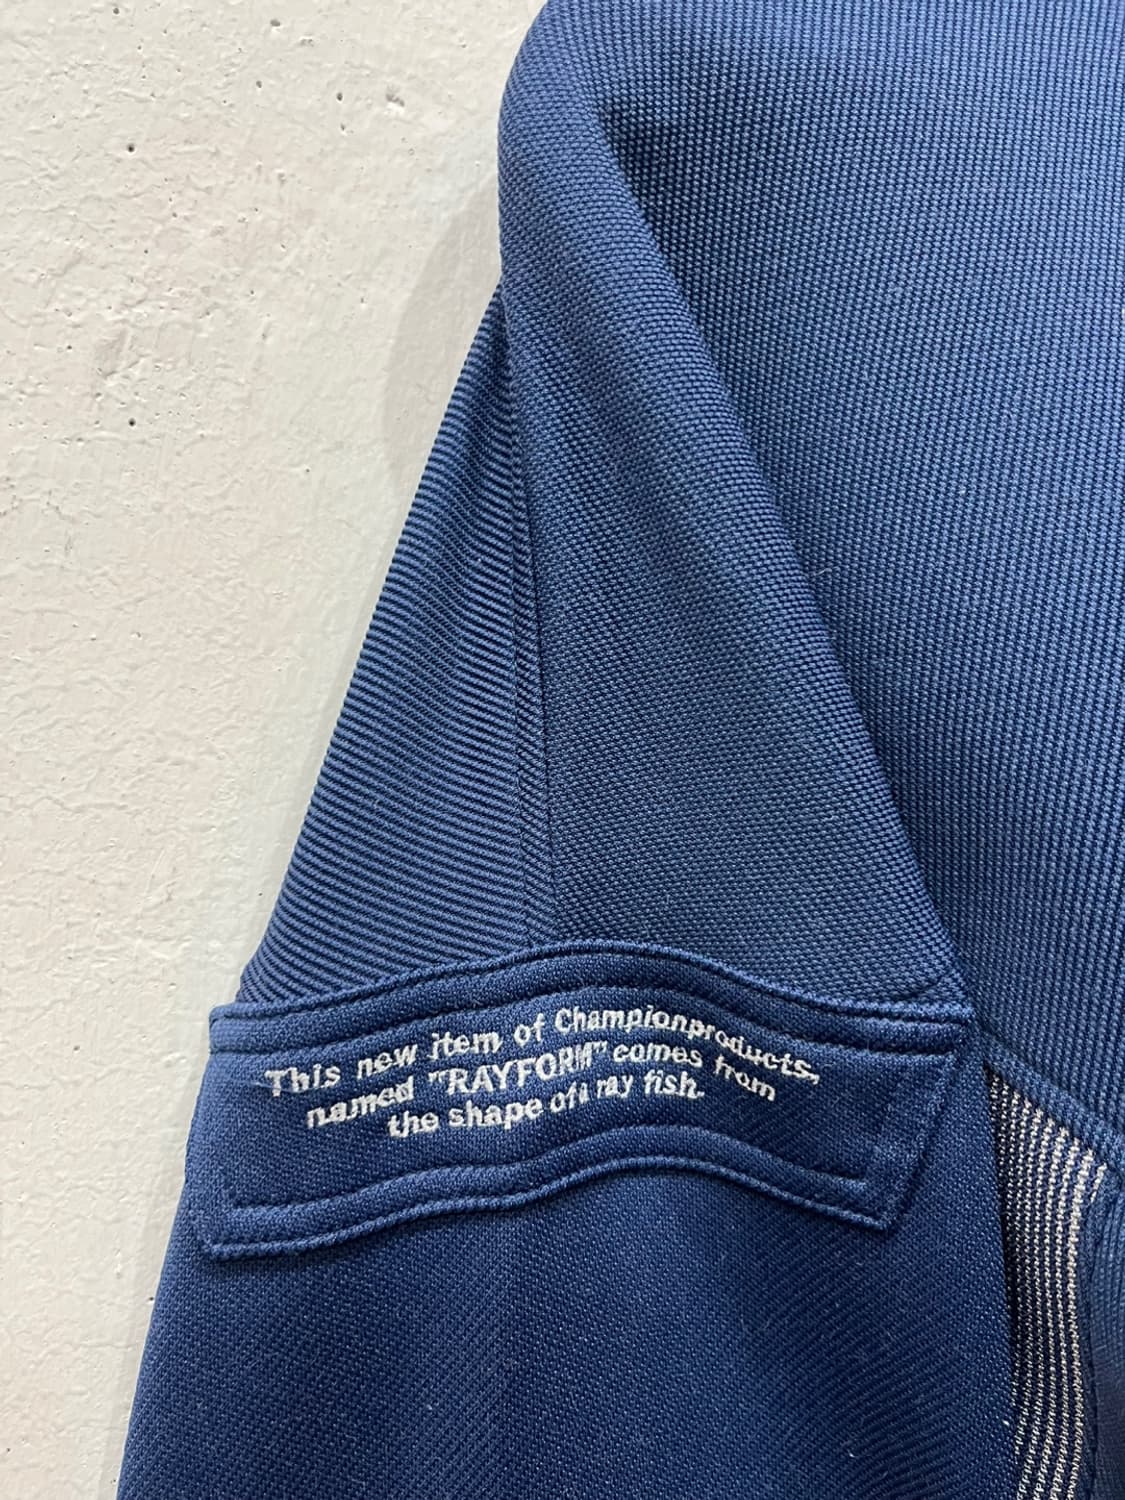 This new item of Championproducts,
named "RAYFORM" comes from
the shape of a ray fish.